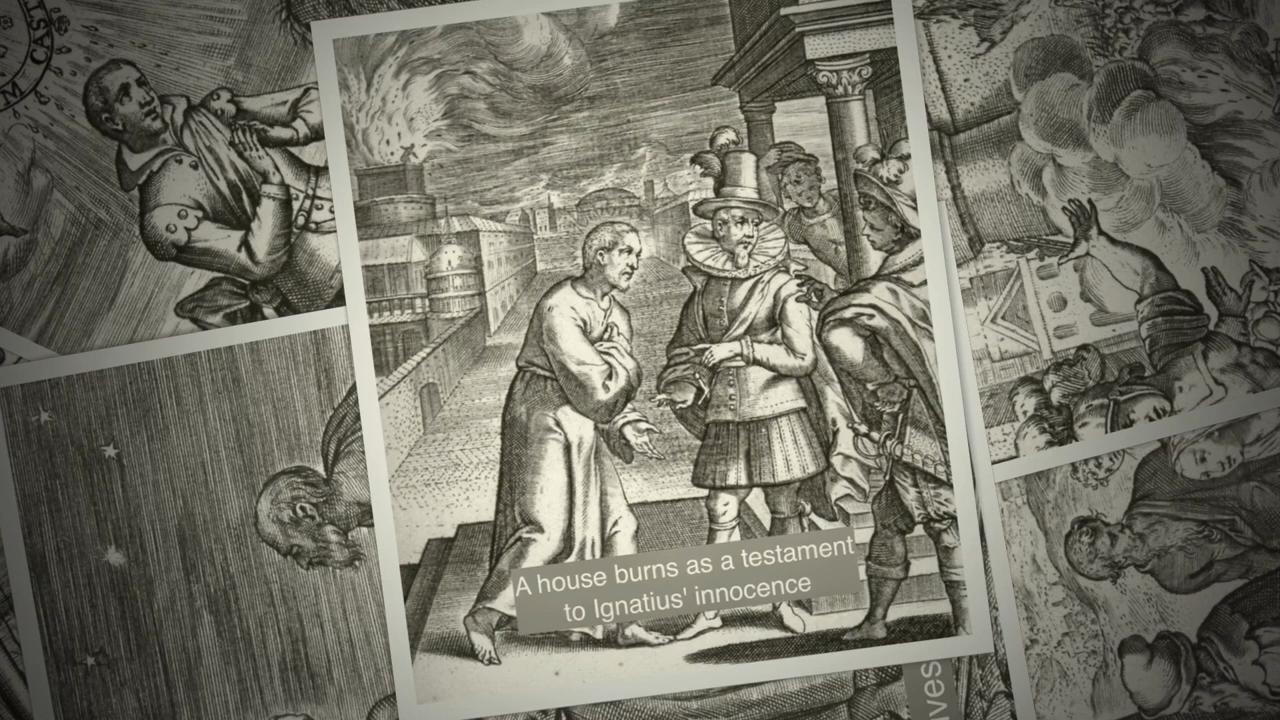 A house burns as a testament
to Ignatius' innocence